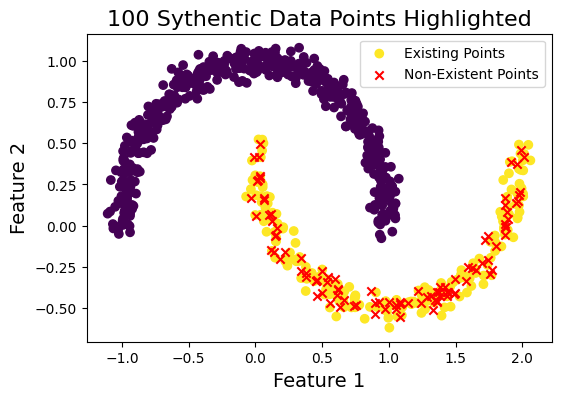 100 Sythentic Data Points Highlighted
Existing Points
Non-Existent Points
Feature 2
1.00
0.75
0.50
0.25
0.00
−0.25
−0.50
−1.0 −0.5 0.0 0.5 1.0 1.5 2.0
Feature 1